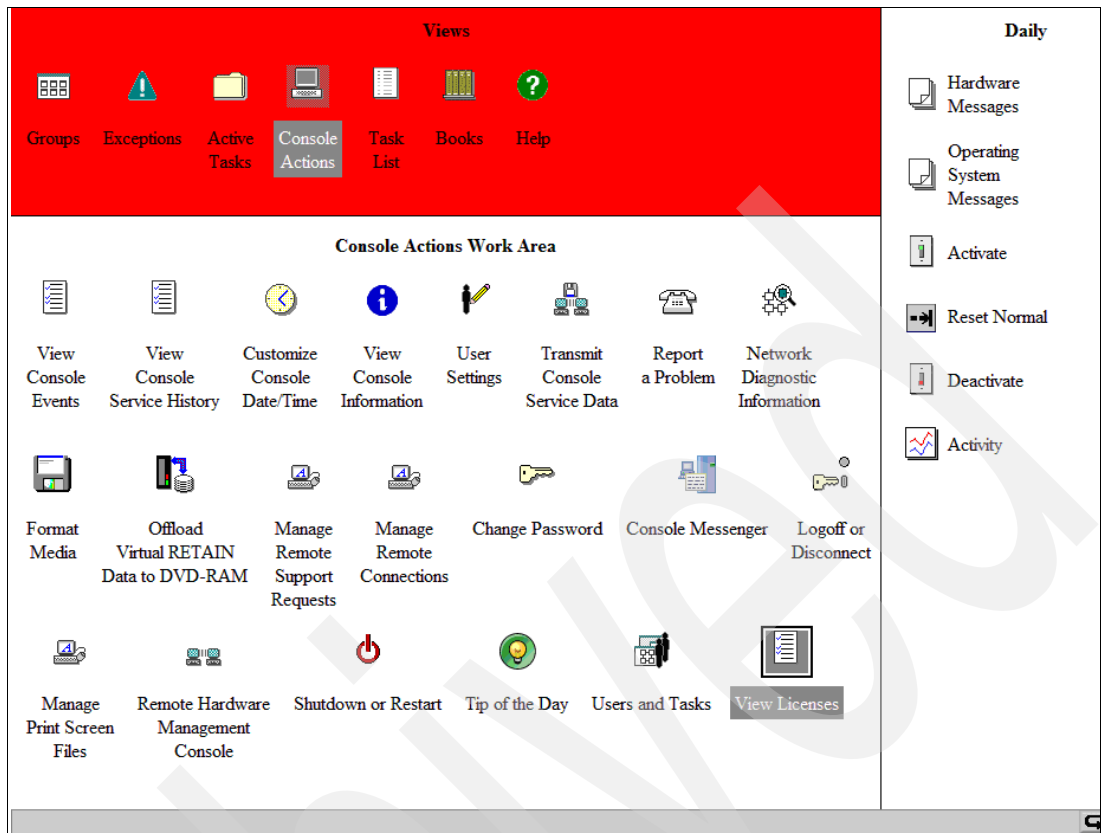 Views
Groups
Exceptions
Active
Tasks
Console
Actions
Task
List
Books
Help
Console Actions Work Area
View
Console
Events
View
Console
Service History
Customize
Console
Date/Time
View
Console
Information
User
Settings
Transmit
Console
Service Data
Report
a Problem
Network
Diagnostic
Information
Format
Media
Offload
Virtual RETAIN
Data to DVD-RAM
Manage
Remote
Support
Requests
Manage
Remote
Connections
Change Password
Console Messenger
Logoff or
Disconnect
Manage
Print Screen
Files
Remote Hardware
Management
Console
Shutdown or Restart
Tip of the Day
Users and Tasks
View Licenses
Daily
Hardware
Messages
Operating
System
Messages
Activate
Reset Normal
Deactivate
Activity